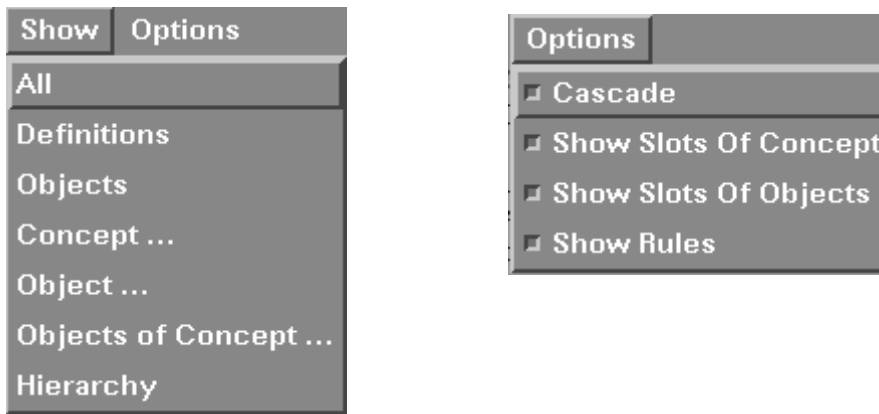 Show Options
All
Definitions
Objects
Concept ...
Object ...
Objects of Concept ...
Hierarchy
Options
Cascade
Show Slots Of Concept
Show Slots Of Objects
Show Rules